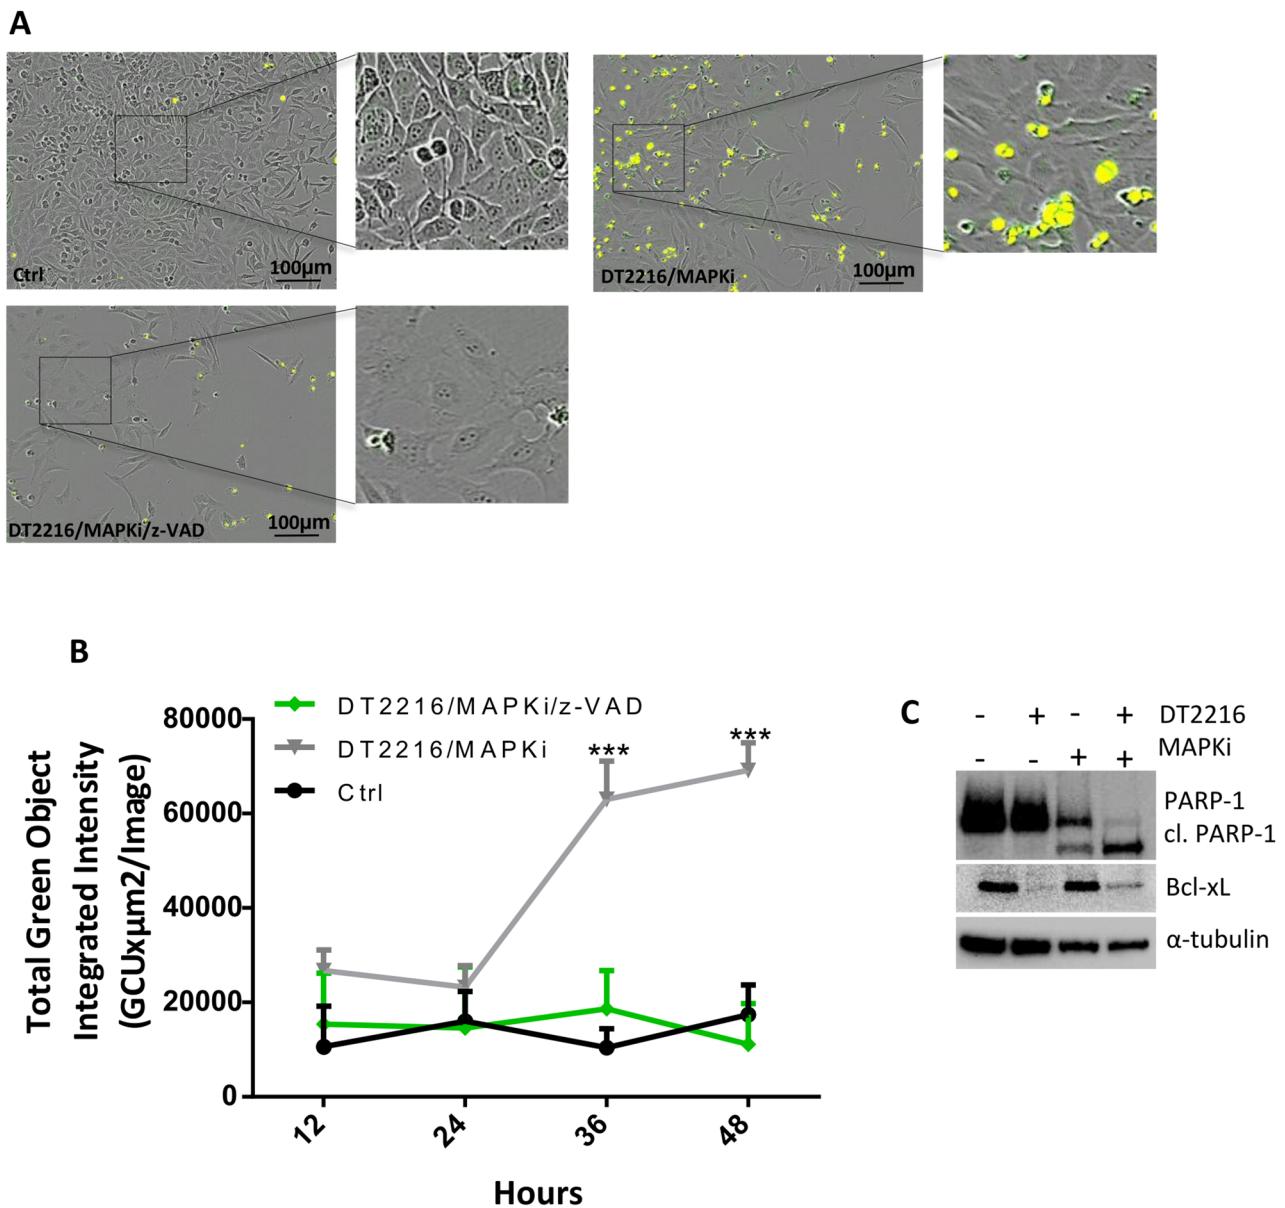 A
Ctrl
100μm
DT2216/MAPKi
100μm
DT2216/MAPKi/z-VAD
100μm
B
Total Green Object
Integrated Intensity
(GCUxμm2/Image)
80000
60000
40000
20000
0
DT2216/MAPKi/z-VAD
DT2216/MAPKi
Ctrl
***
***
12
24
36
48
Hours
C
- + - + DT2216
- - + + MAPKi
PARP-1
cl. PARP-1
Bcl-xL
α-tubulin